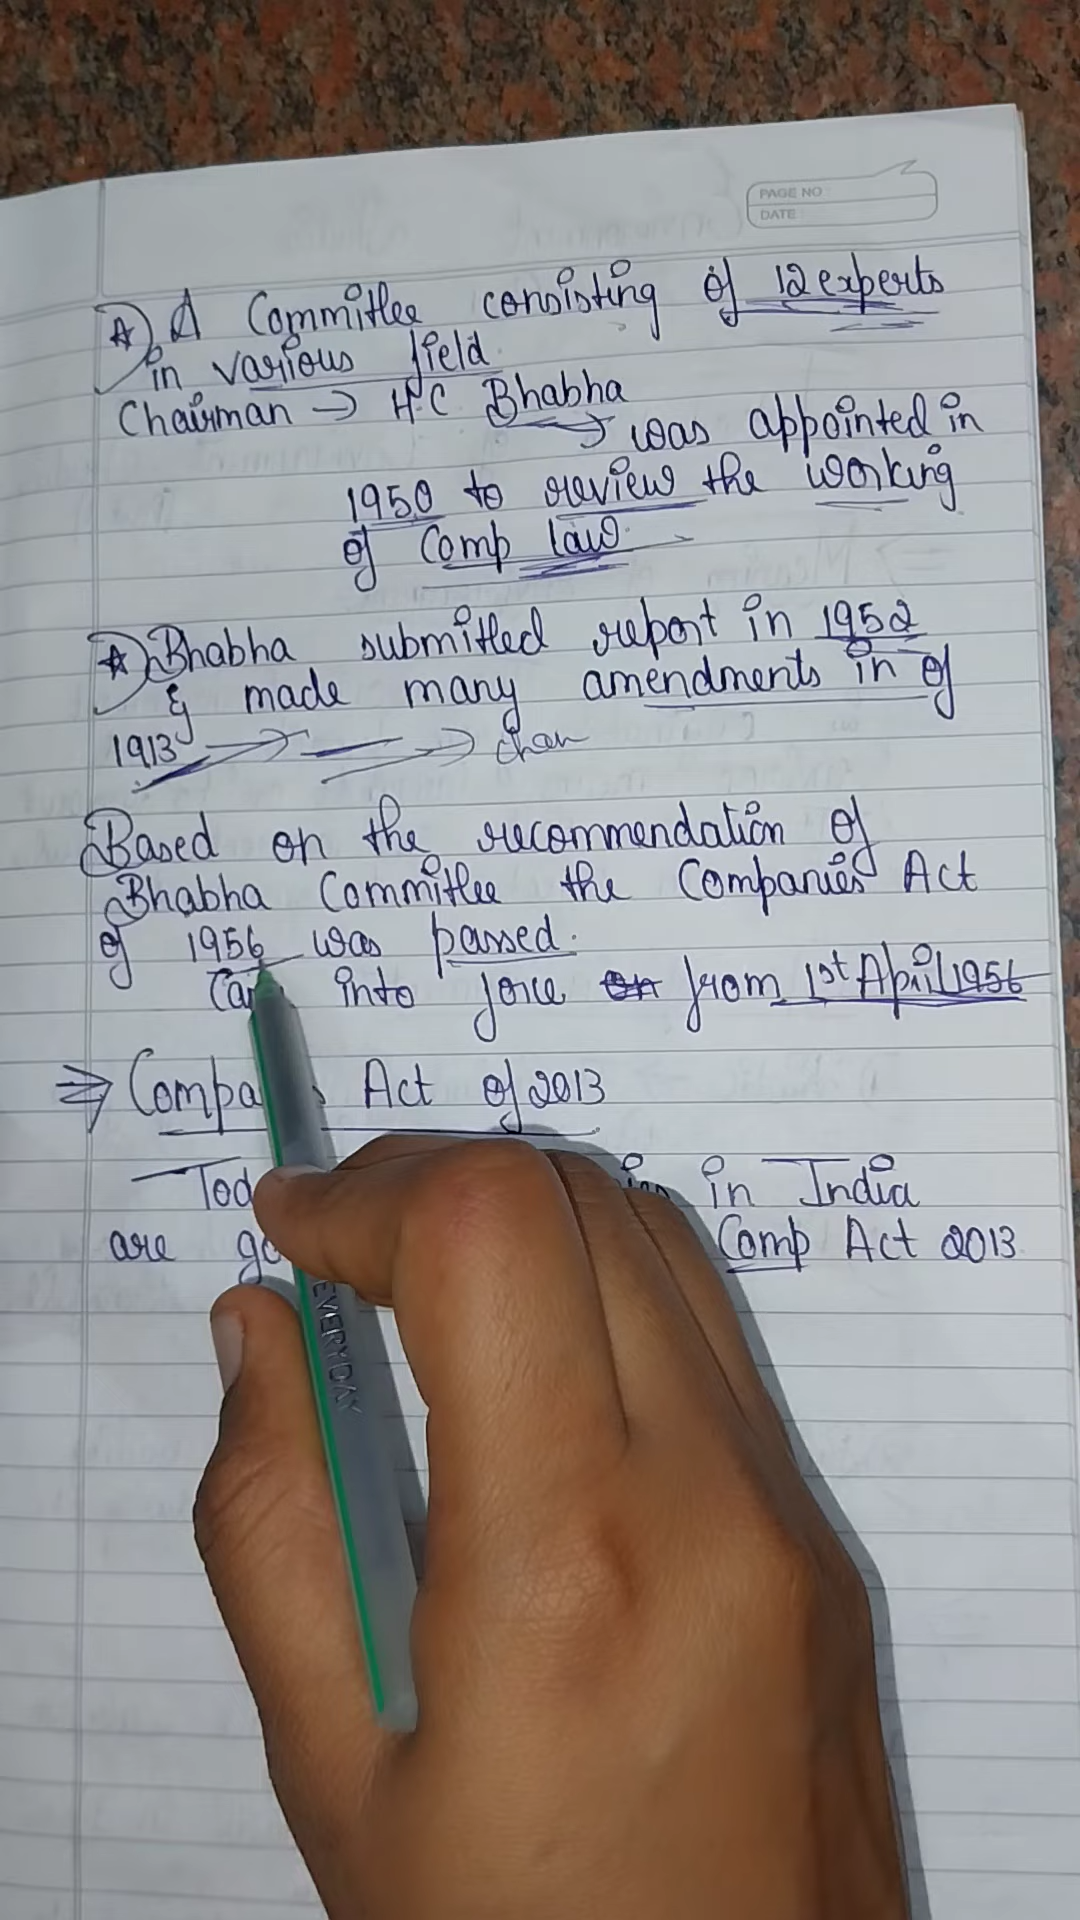 PAGE NO :
DATE :
A Committee consisting of 12 experts
in various field.
Chairman → H.C Bhabha
→ was appointed in
1950 to review the working
of Comp law.
Bhabha submitted report in 1952
& made many amendments in of
1913 → → chan
Based on the recommendation of
Bhabha Committee the Companies Act
of 1956 was passed.
into force from 1st April 1956
⇒ Act of 2013
in India
are Comp Act 2013
EVERYDAY